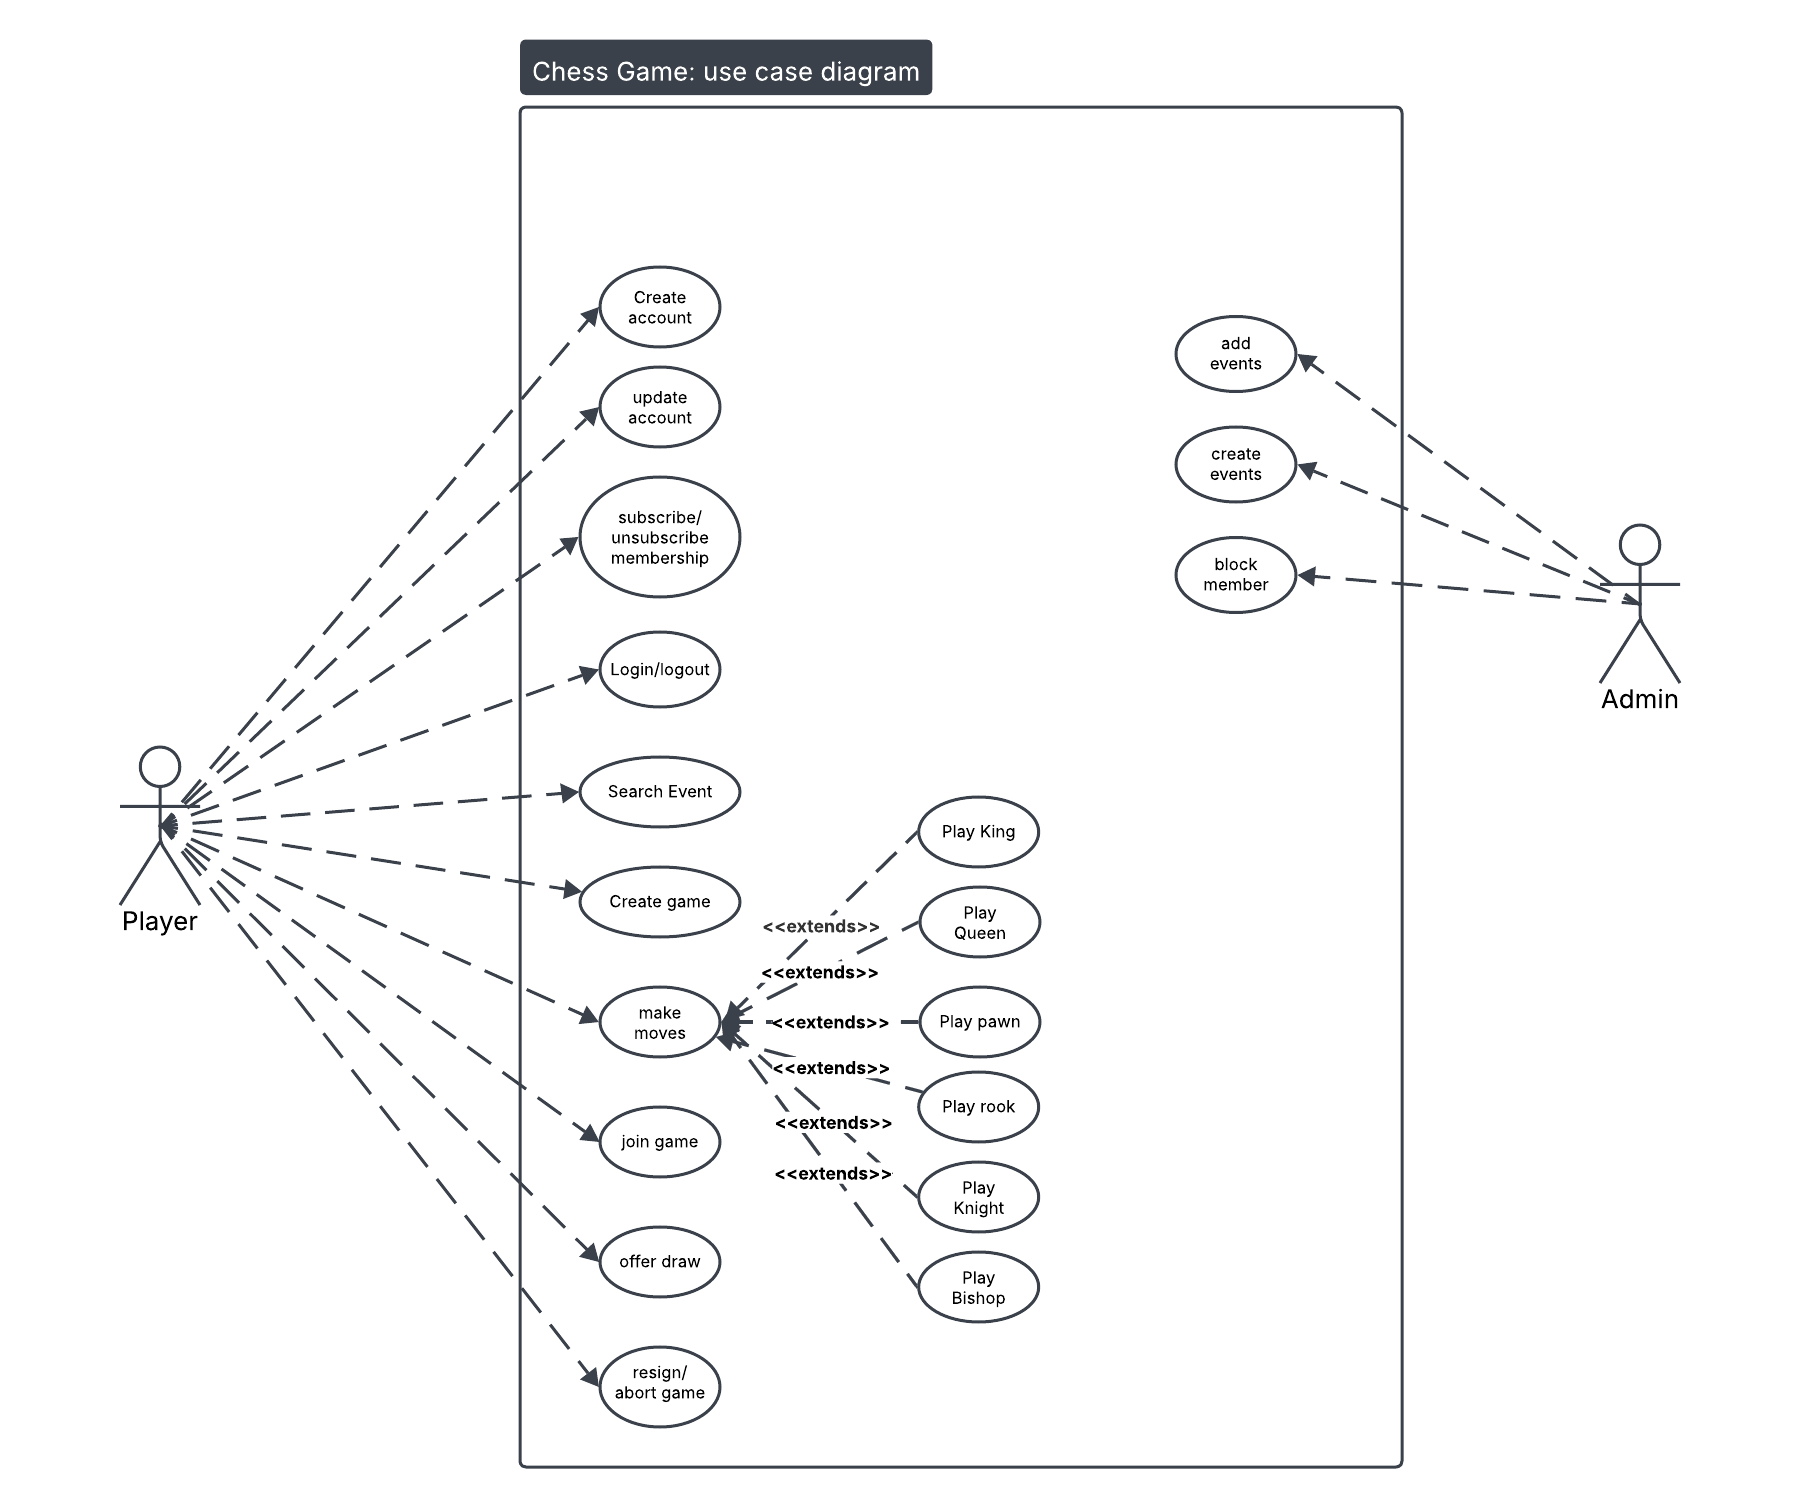 Chess Game: use case diagram
Create
account
update
account
subscribe/
unsubscribe
membership
Login/logout
Search Event
Create game
make
moves
join game
offer draw
resign/
abort game
Player
<<extends>>
<<extends>>
<<extends>>
<<extends>>
<<extends>>
<<extends>>
Play King
Play
Queen
Play pawn
Play rook
Play
Knight
Play
Bishop
add
events
create
events
block
member
Admin